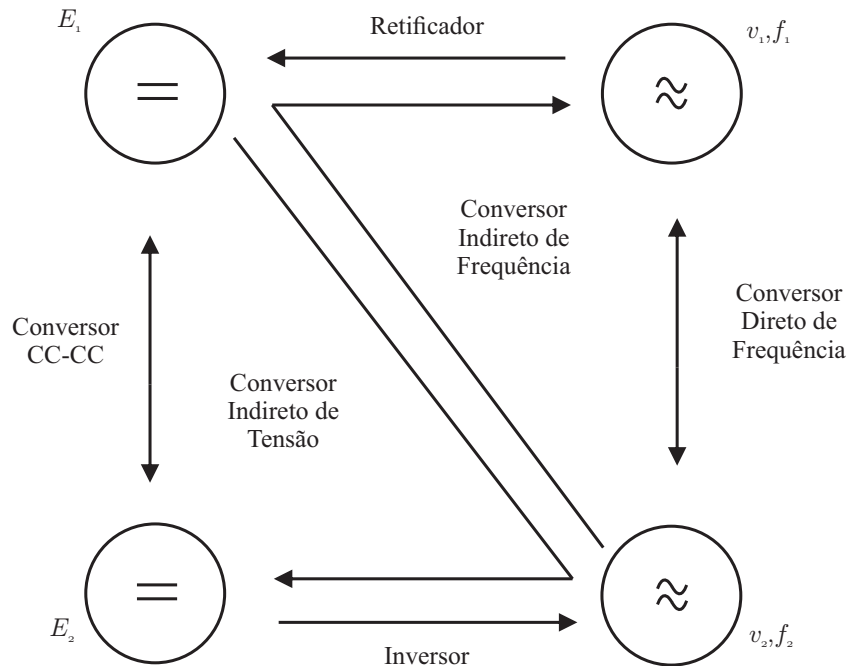 E₁
Retificador
v₁,f₁
=
≈
Conversor
Indireto de
Frequência
Conversor
CC-CC
Conversor
Direto de
Frequência
Conversor
Indireto de
Tensão
=
≈
E₂
Inversor
v₂,f₂